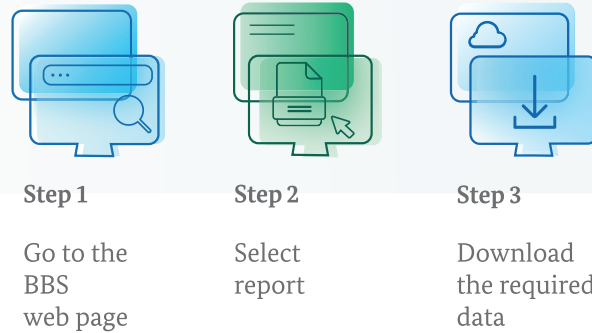 Step 1
Go to the
BBS
web page
Step 2
Select
report
Step 3
Download
the required
data